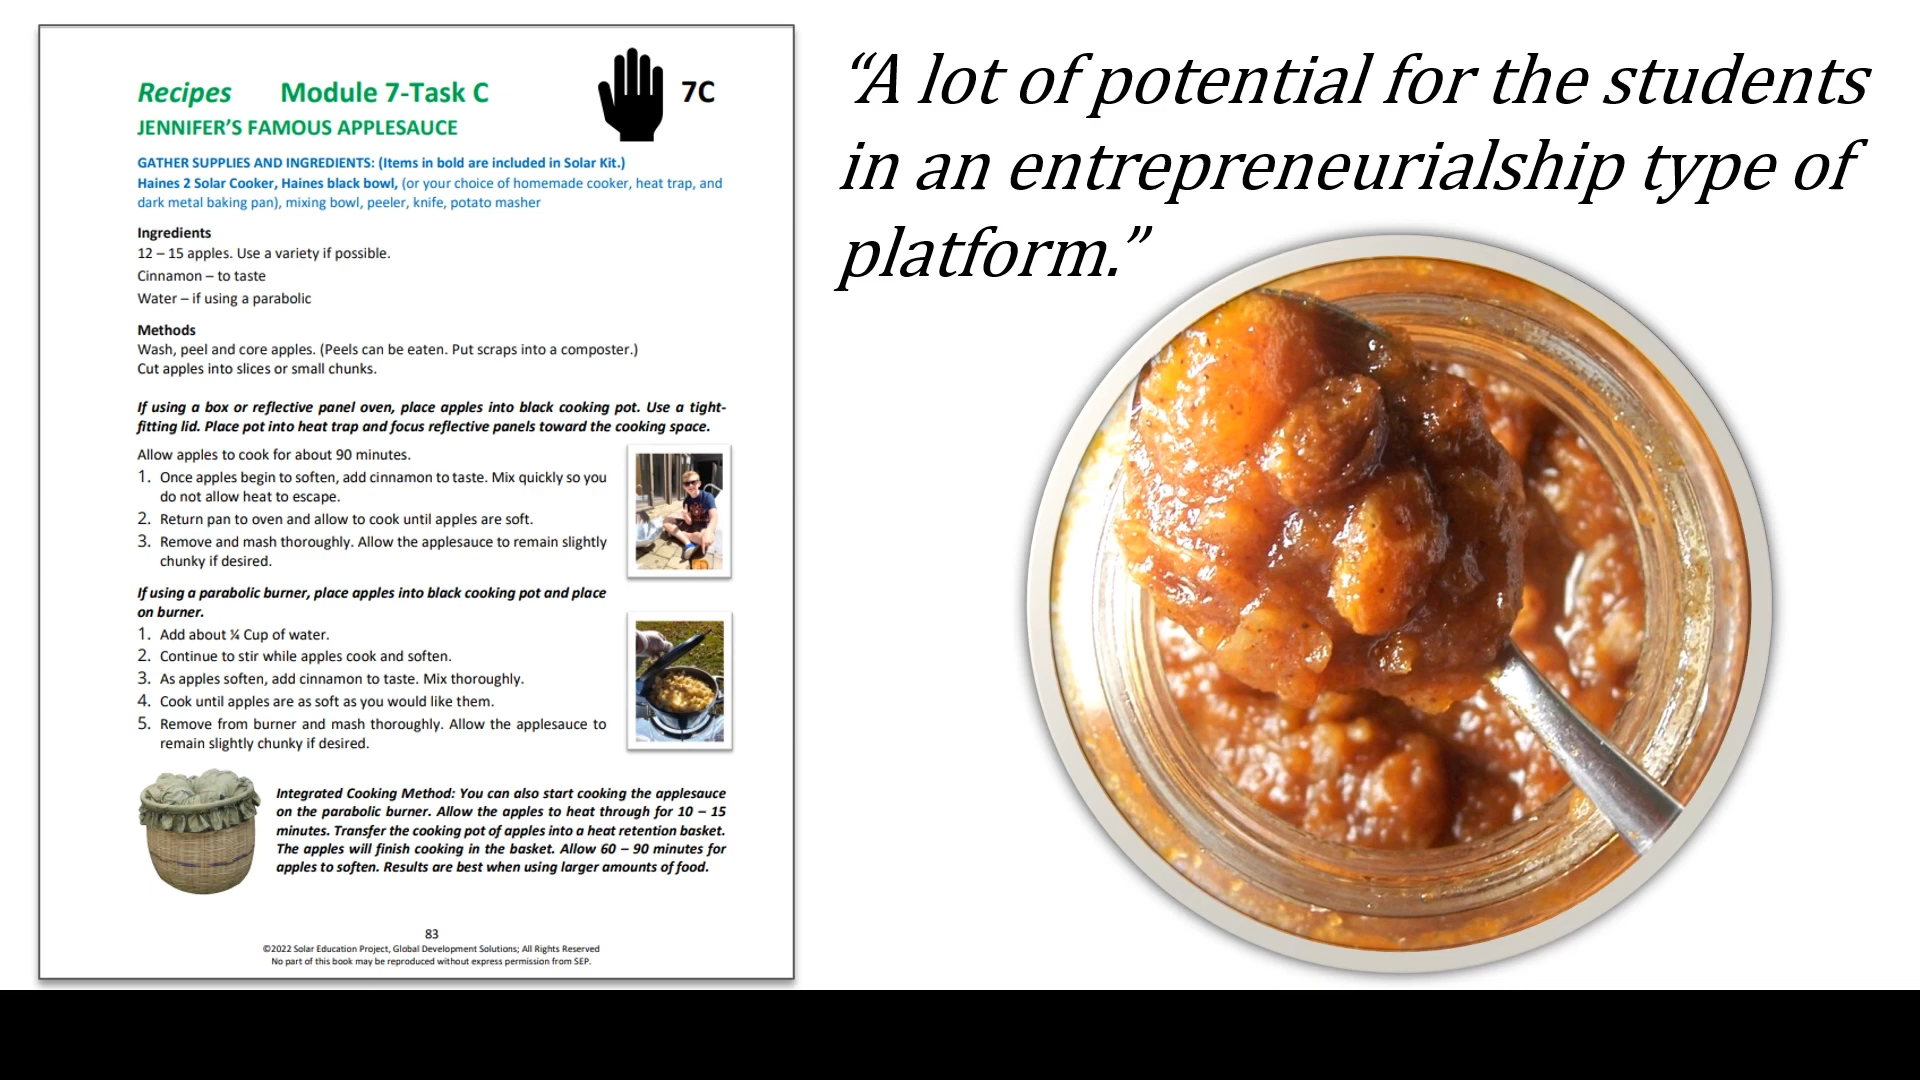 Recipes Module 7-Task C
7C
JENNIFER'S FAMOUS APPLESAUCE
GATHER SUPPLIES AND INGREDIENTS: (Items in bold are included in Solar Kit.)
Haines 2 Solar Cooker, Haines black bowl, (or your choice of homemade cooker, heat trap, and
dark metal baking pan), mixing bowl, peeler, knife, potato masher
Ingredients
12 – 15 apples. Use a variety if possible.
Cinnamon – to taste
Water – if using a parabolic
Methods
Wash, peel and core apples. (Peels can be eaten. Put scraps into a composter.)
Cut apples into slices or small chunks.
If using a box or reflective panel oven, place apples into black cooking pot. Use a tight-
fitting lid. Place pot into heat trap and focus reflective panels toward the cooking space.
Allow apples to cook for about 90 minutes.
1. Once apples begin to soften, add cinnamon to taste. Mix quickly so you
do not allow heat to escape.
2. Return pan to oven and allow to cook until apples are soft.
3. Remove and mash thoroughly. Allow the applesauce to remain slightly
chunky if desired.
If using a parabolic burner, place apples into black cooking pot and place
on burner.
1. Add about ¼ Cup of water.
2. Continue to stir while apples cook and soften.
3. As apples soften, add cinnamon to taste. Mix thoroughly.
4. Cook until apples are as soft as you would like them.
5. Remove from burner and mash thoroughly. Allow the applesauce to
remain slightly chunky if desired.
Integrated Cooking Method: You can also start cooking the applesauce
on the parabolic burner. Allow the apples to heat through for 10 – 15
minutes. Transfer the cooking pot of apples into a heat retention basket.
The apples will finish cooking in the basket. Allow 60 – 90 minutes for
apples to soften. Results are best when using larger amounts of food.
83
©2022 Solar Education Project, Global Development Solutions; All Rights Reserved
No part of this book may be reproduced without express permission from SEP.
“A lot of potential for the students
in an entrepreneurialship type of
platform.”